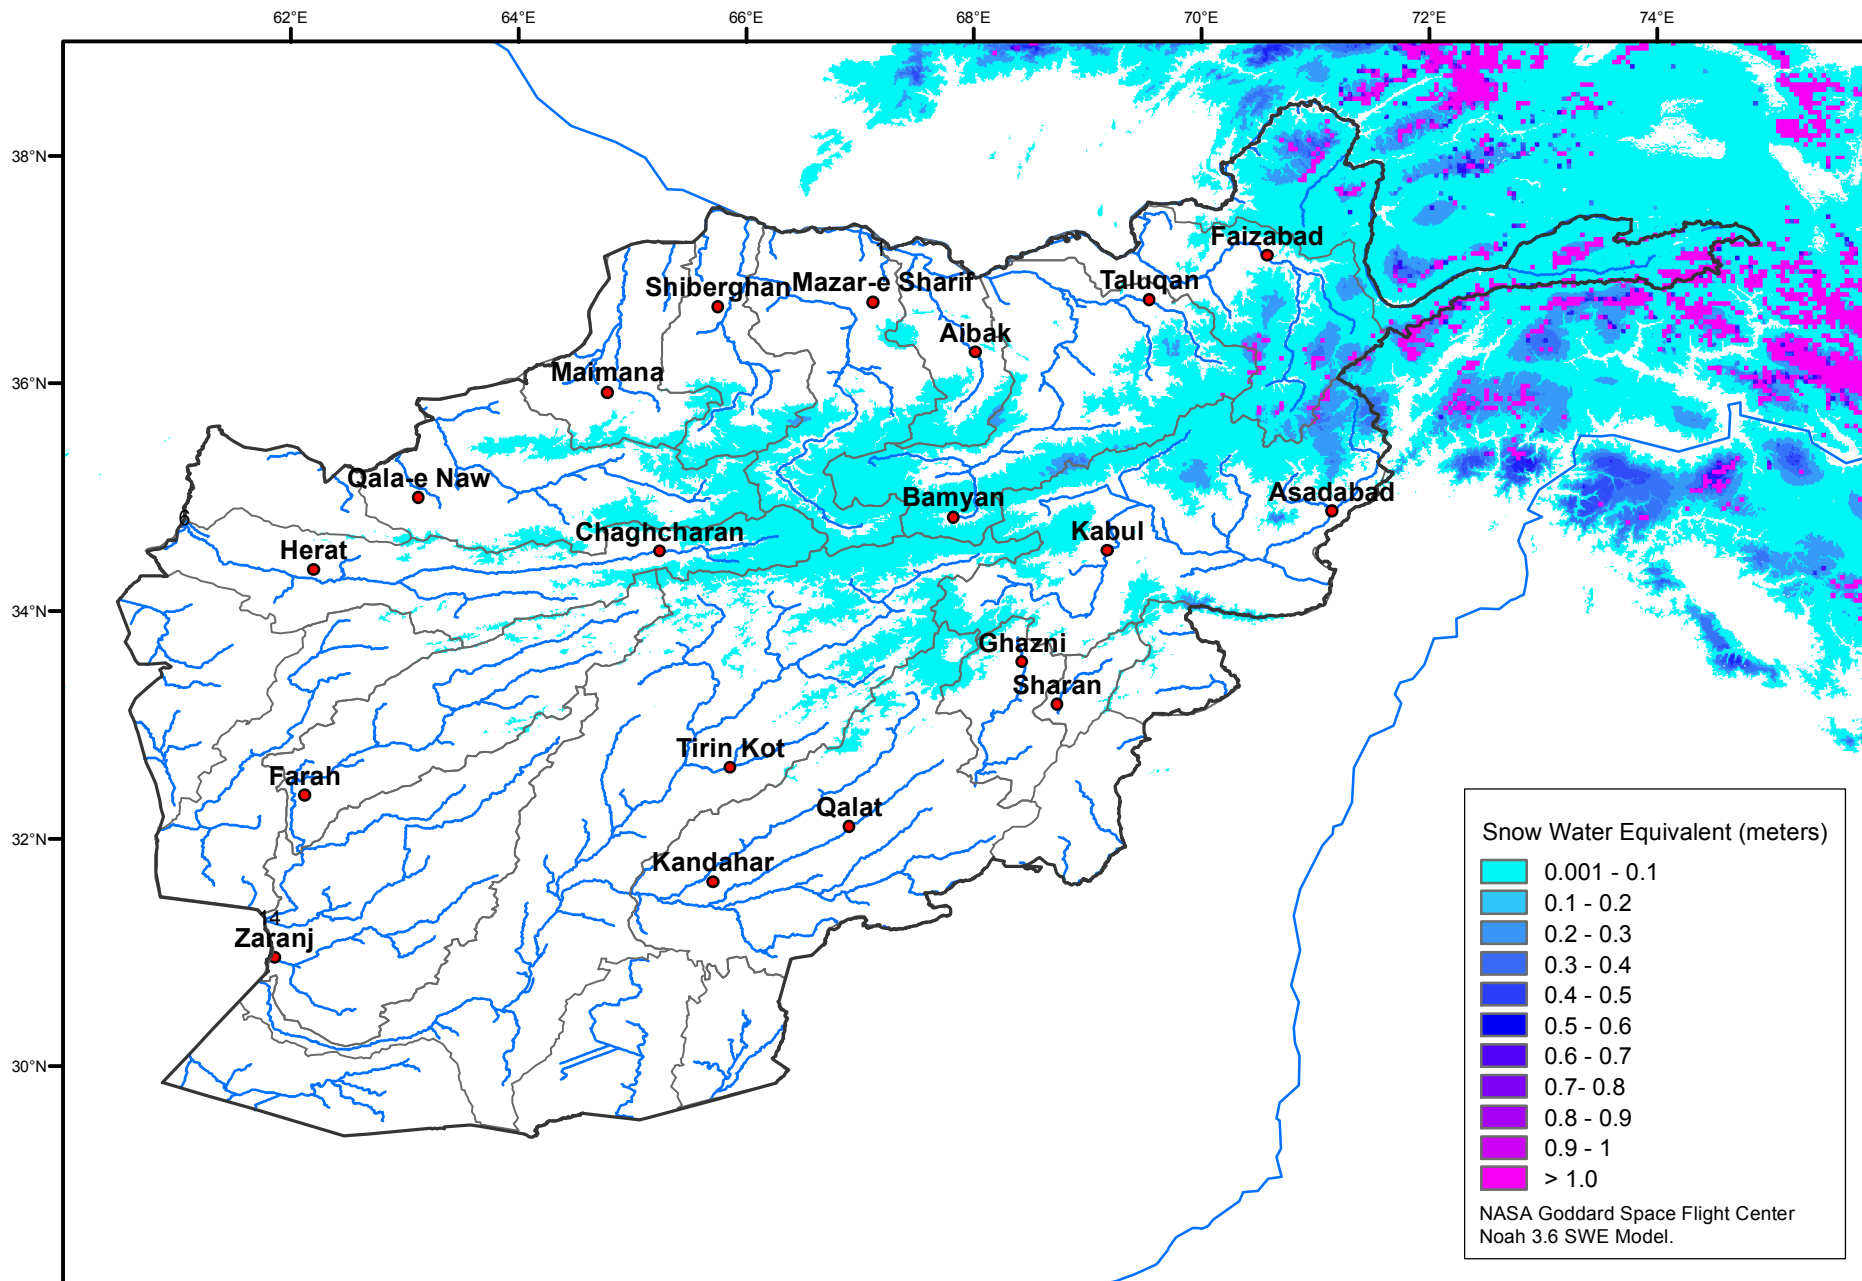 62°E 64°E 66°E 68°E 70°E 72°E 74°E
38°N
Faizabad
1
Shiberghan Mazar-e Sharif Taluqan
Aibak
36°N
Maimana
Qala-e Naw
Bamyan Asadabad
6
Chaghcharan Kabul
Herat
34°N
Ghazni
Sharan
Tirin Kot
Farah
Qalat
32°N
Kandahar
14
Zaranj
30°N
Snow Water Equivalent (meters)
0.001 - 0.1
0.1 - 0.2
0.2 - 0.3
0.3 - 0.4
0.4 - 0.5
0.5 - 0.6
0.6 - 0.7
0.7- 0.8
0.8 - 0.9
0.9 - 1
> 1.0
NASA Goddard Space Flight Center
Noah 3.6 SWE Model.